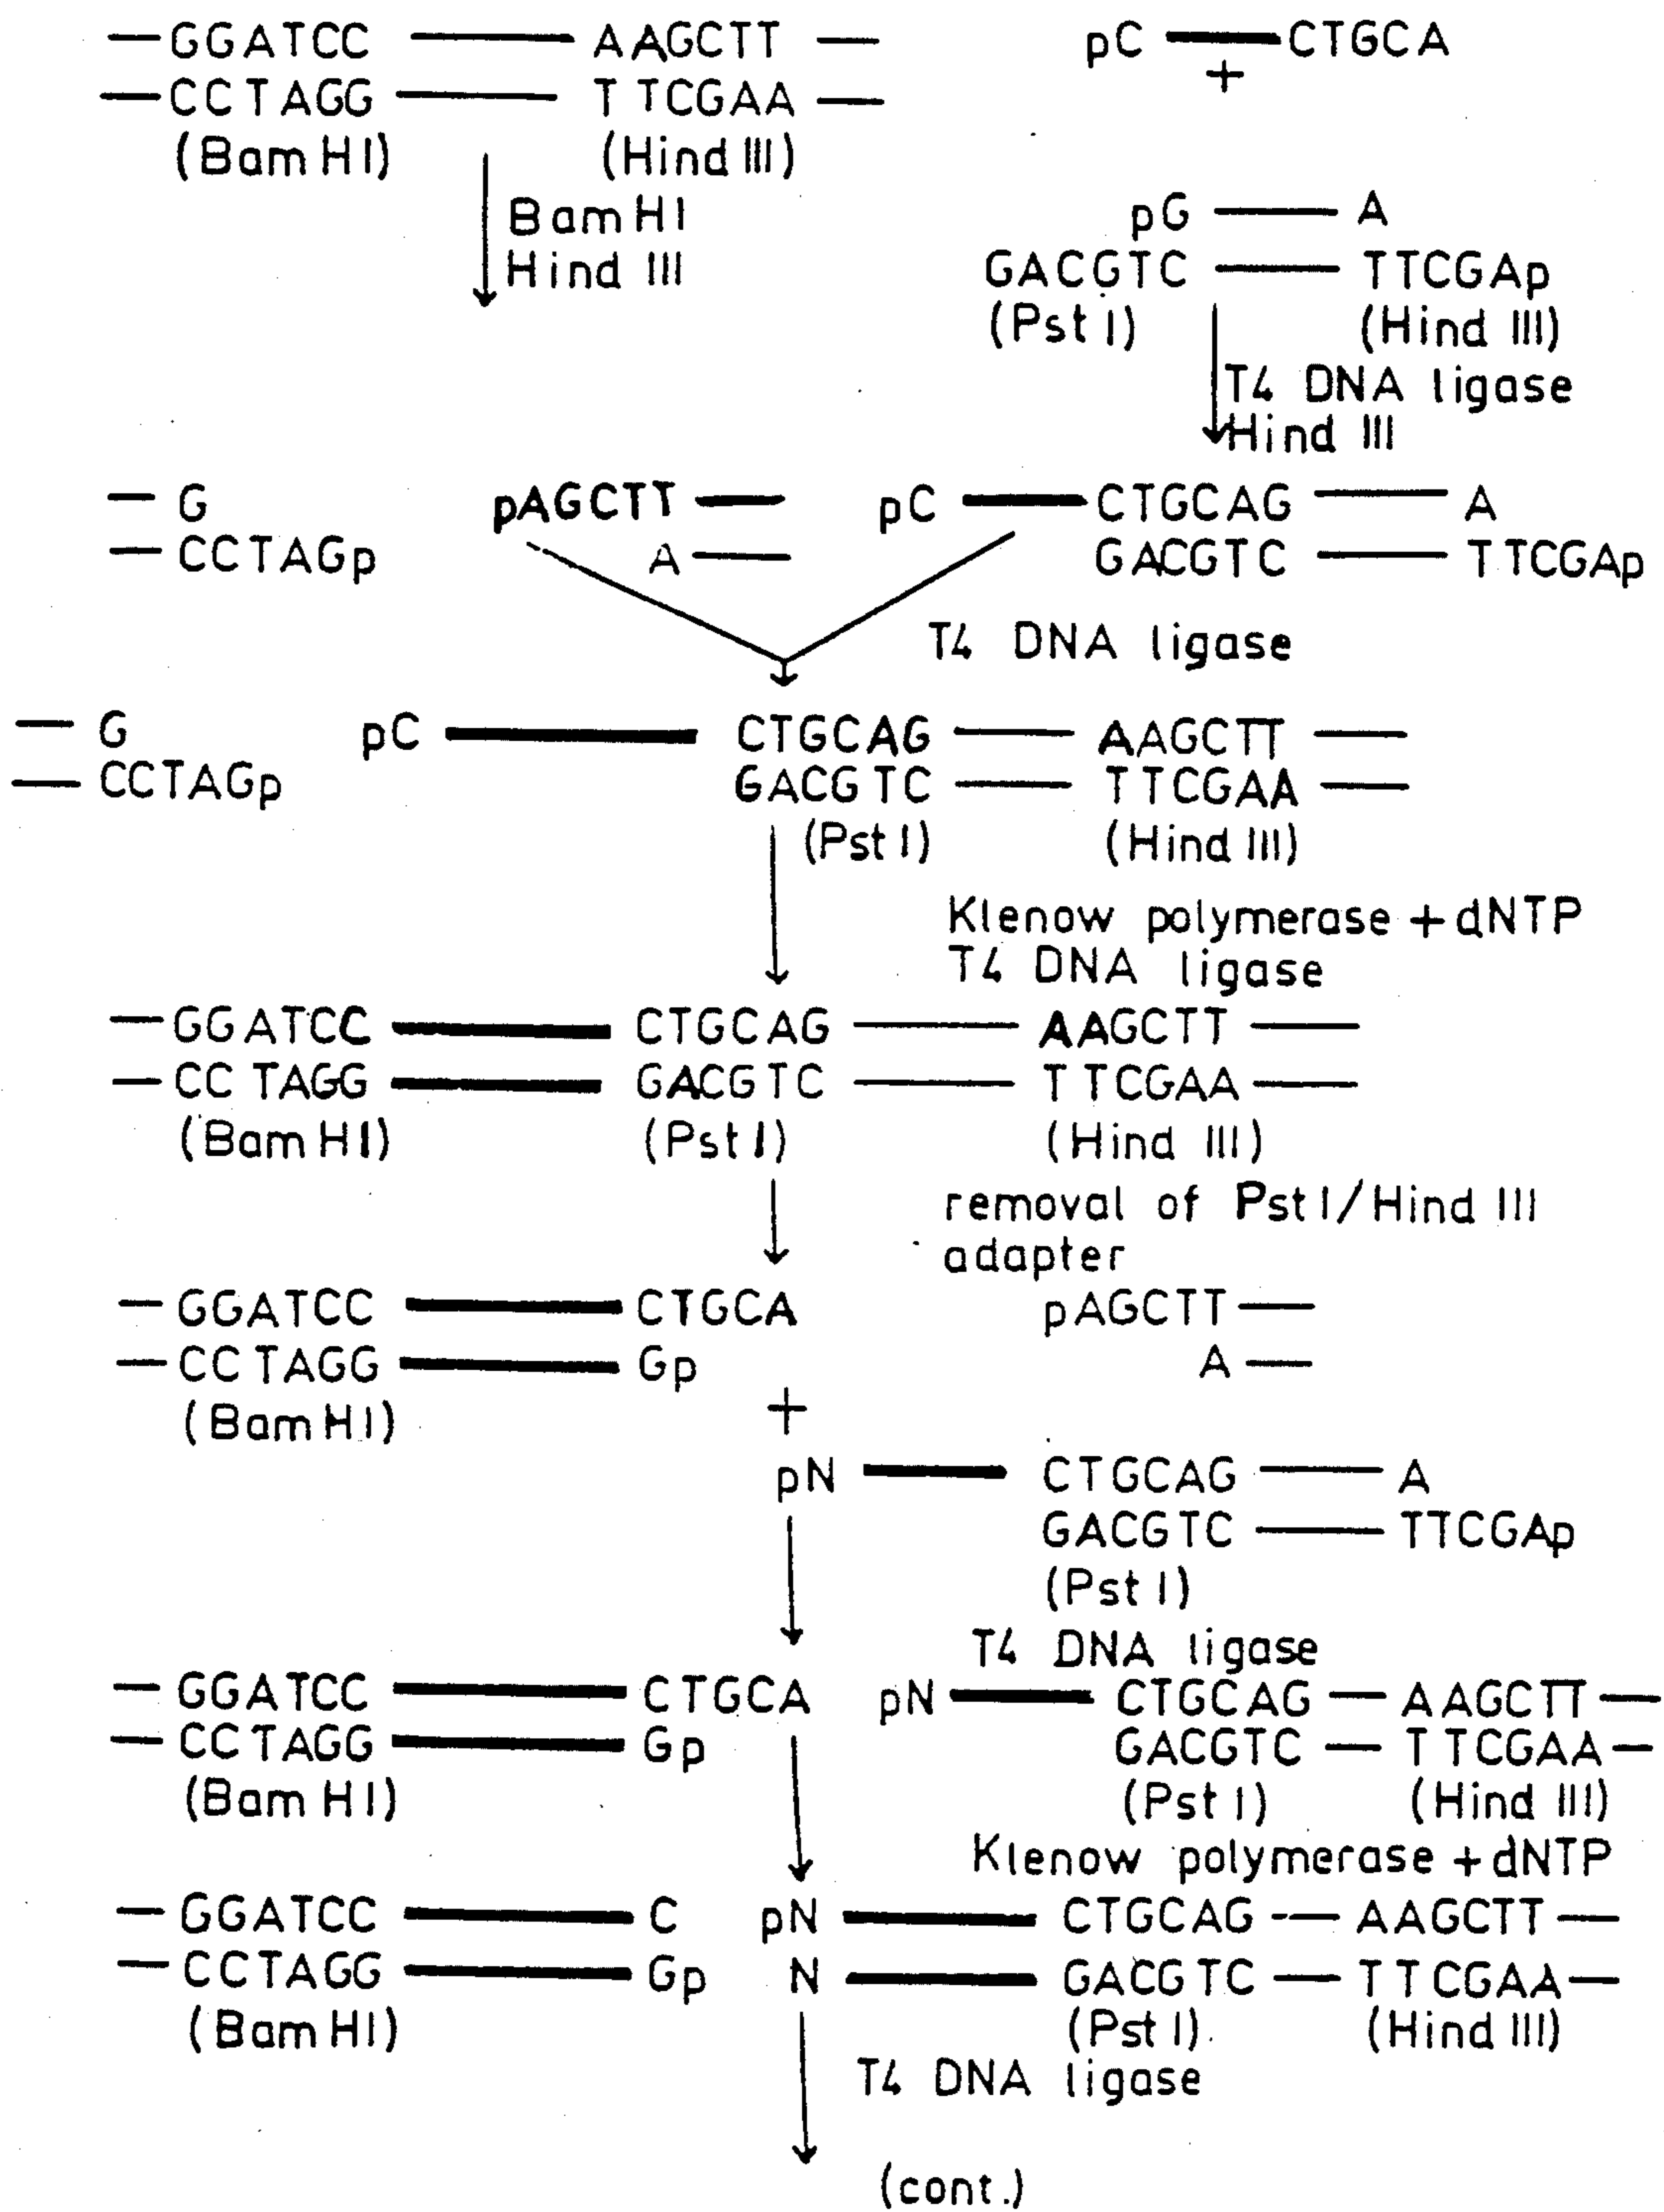 —GGATCC —— AAGCTT — pC —CTGCA
+
—CCTAGG —— TTCGAA —
(Bam HI) (Hind III)
pG —— A
BamHI
Hind III
GACGTC —— TTCGAp
(Pst I) (Hind III)
T4 DNA ligase
Hind III
— G pAGCTT — pC —CTGCAG —— A
— CCTAGp A — GACGTC —— TTCGAp
T4 DNA ligase
— G pC —— CTGCAG —— AAGCTT —
— CCTAGp GACGTC —— TTCGAA —
(Pst I) (Hind III)
Klenow polymerase + dNTP
T4 DNA ligase
—GGATCC —— CTGCAG —— AAGCTT —
—CCTAGG —— GACGTC —— TTCGAA —
(Bam HI) (Pst I) (Hind III)
removal of Pst I/Hind III
adapter
—GGATCC —— CTGCA pAGCTT —
—CCTAGG —— Gp A —
(Bam HI) +
pN —— CTGCAG —— A
GACGTC —— TTCGAp
(Pst I)
T4 DNA ligase
—GGATCC —— CTGCA pN —— CTGCAG — AAGCTT —
—CCTAGG —— Gp GACGTC — TTCGAA —
(Bam HI) (Pst I) (Hind III)
Klenow polymerase + dNTP
—GGATCC —— C pN —— CTGCAG -— AAGCTT —
—CCTAGG —— Gp N —— GACGTC — TTCGAA —
(Bam HI) (Pst I) (Hind III)
T4 DNA ligase
(cont.)